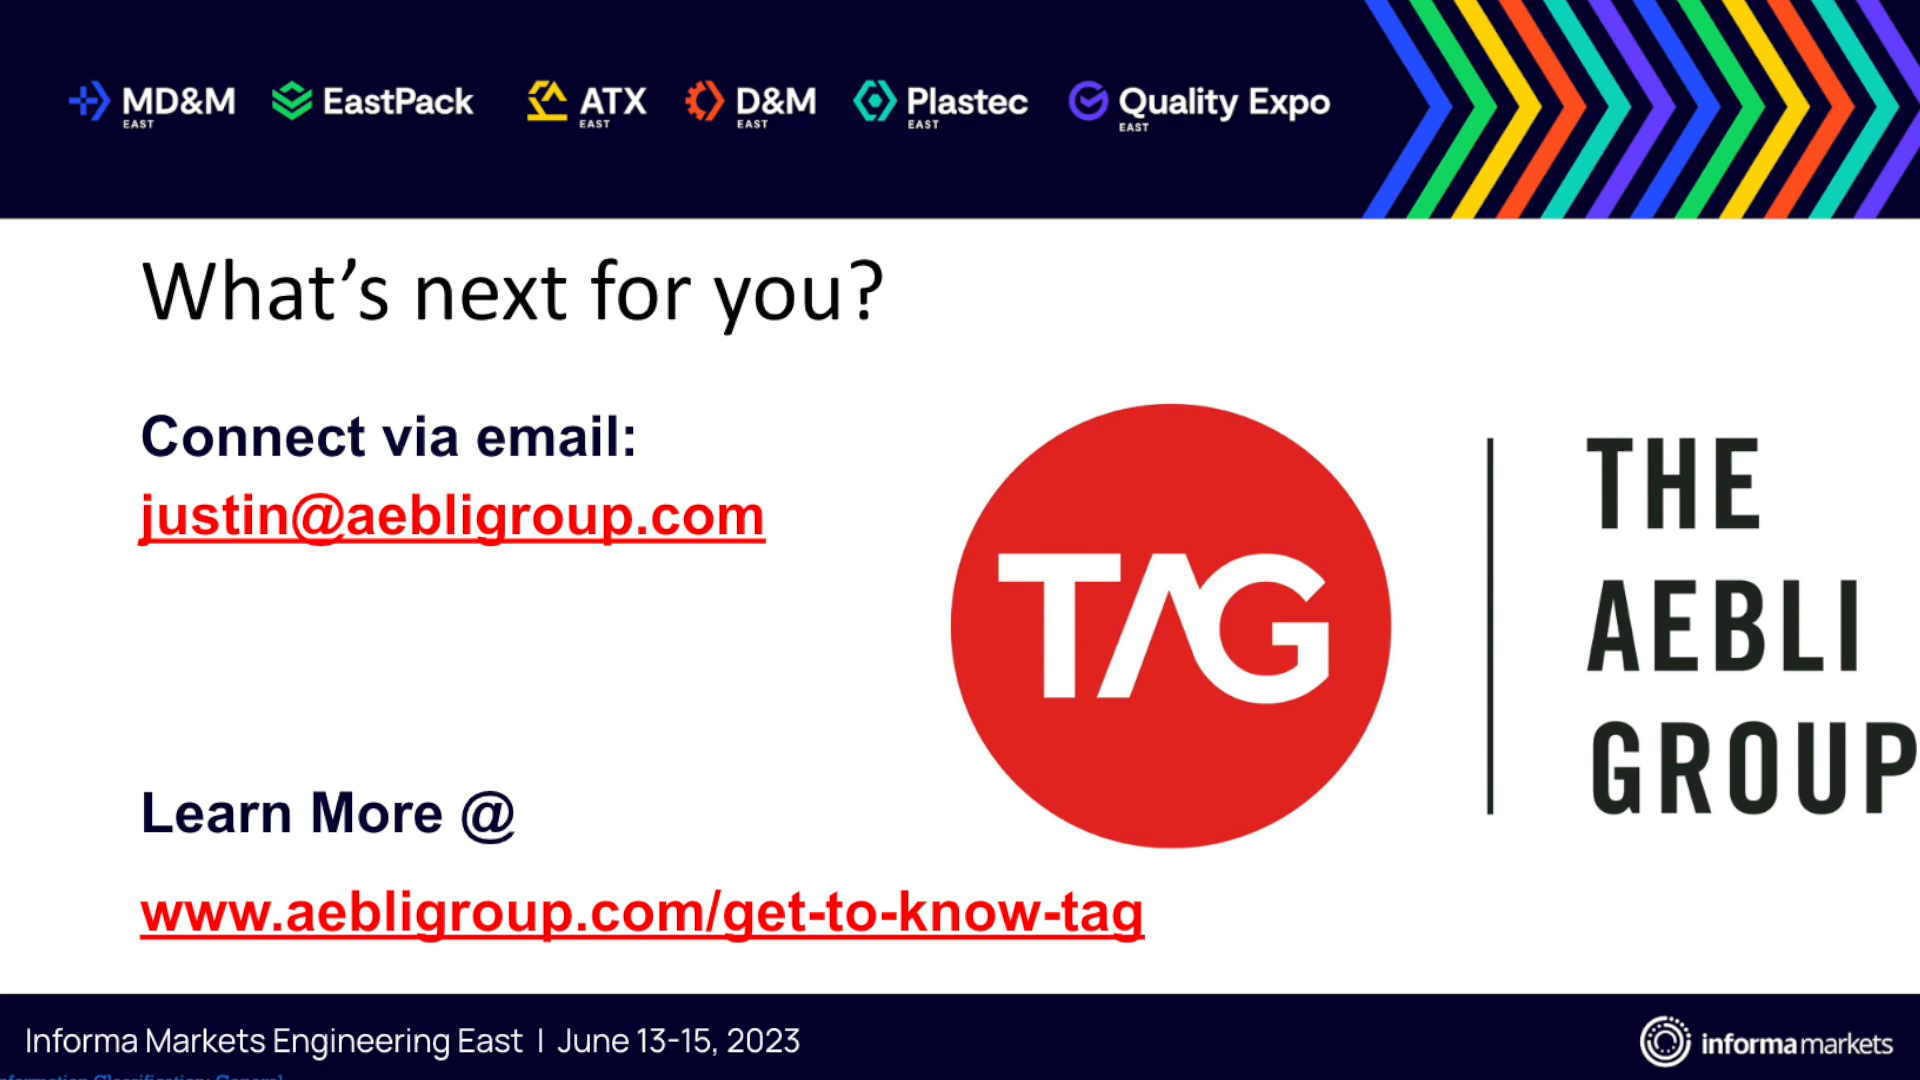 MD&M EAST
EastPack
ATX EAST
D&M EAST
Plastec EAST
Quality Expo EAST
What’s next for you?
Connect via email:
justin@aebligroup.com
TAG
THE
AEBLI
GROUP
Learn More @
www.aebligroup.com/get-to-know-tag
Informa Markets Engineering East | June 13-15, 2023
informa markets